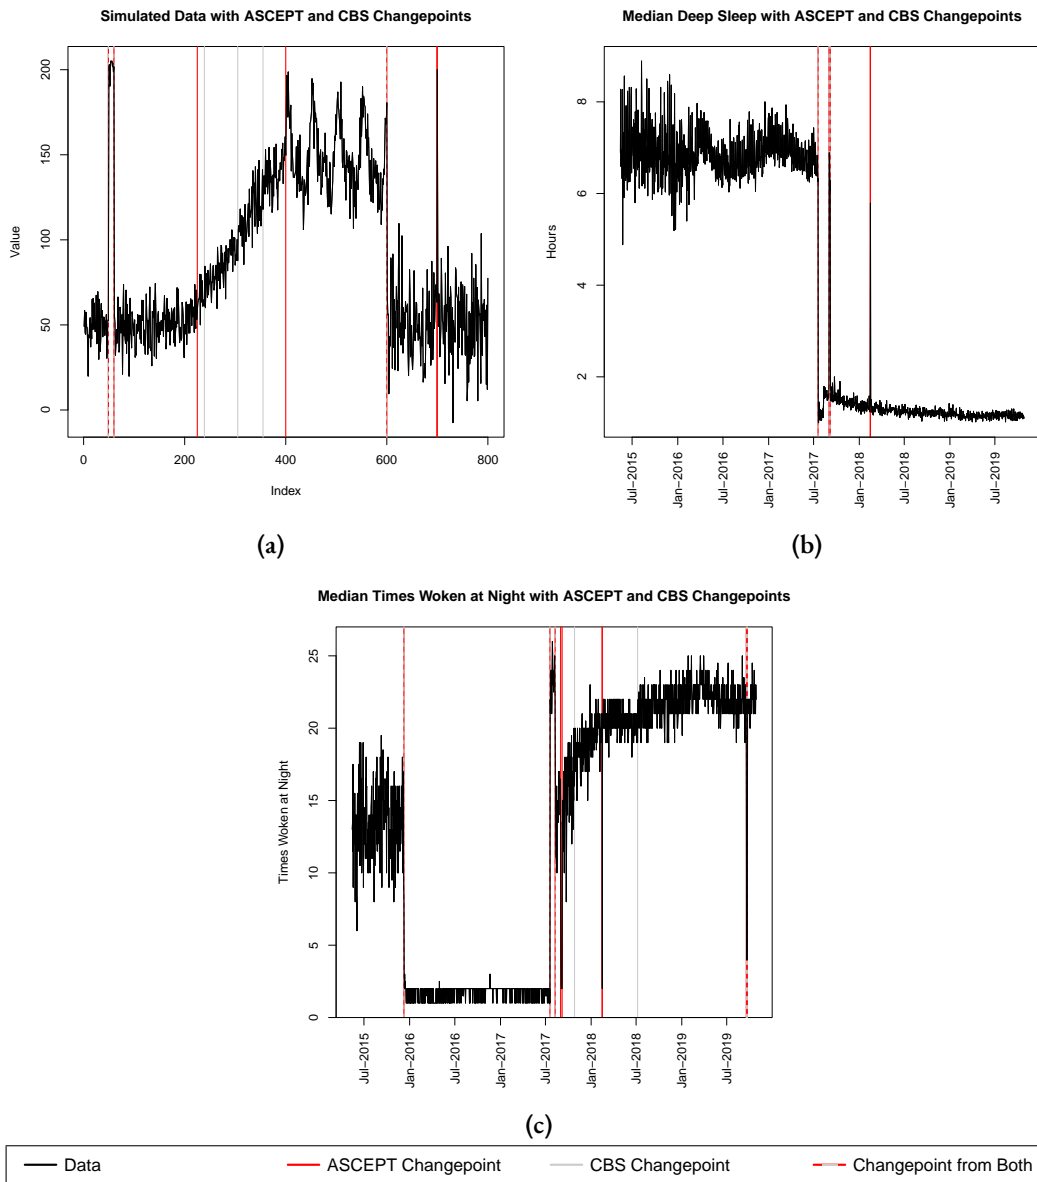 Simulated Data with ASCEPT and CBS Changepoints
Value
0
50
100
150
200
0 200 400 600 800
Index
(a)
Median Deep Sleep with ASCEPT and CBS Changepoints
Hours
2
4
6
8
Jul−2015
Jan−2016
Jul−2016
Jan−2017
Jul−2017
Jan−2018
Jul−2018
Jan−2019
Jul−2019
(b)
Median Times Woken at Night with ASCEPT and CBS Changepoints
Times Woken at Night
0
5
10
15
20
25
Jul−2015
Jan−2016
Jul−2016
Jan−2017
Jul−2017
Jan−2018
Jul−2018
Jan−2019
Jul−2019
(c)
Data ASCEPT Changepoint CBS Changepoint Changepoint from Both